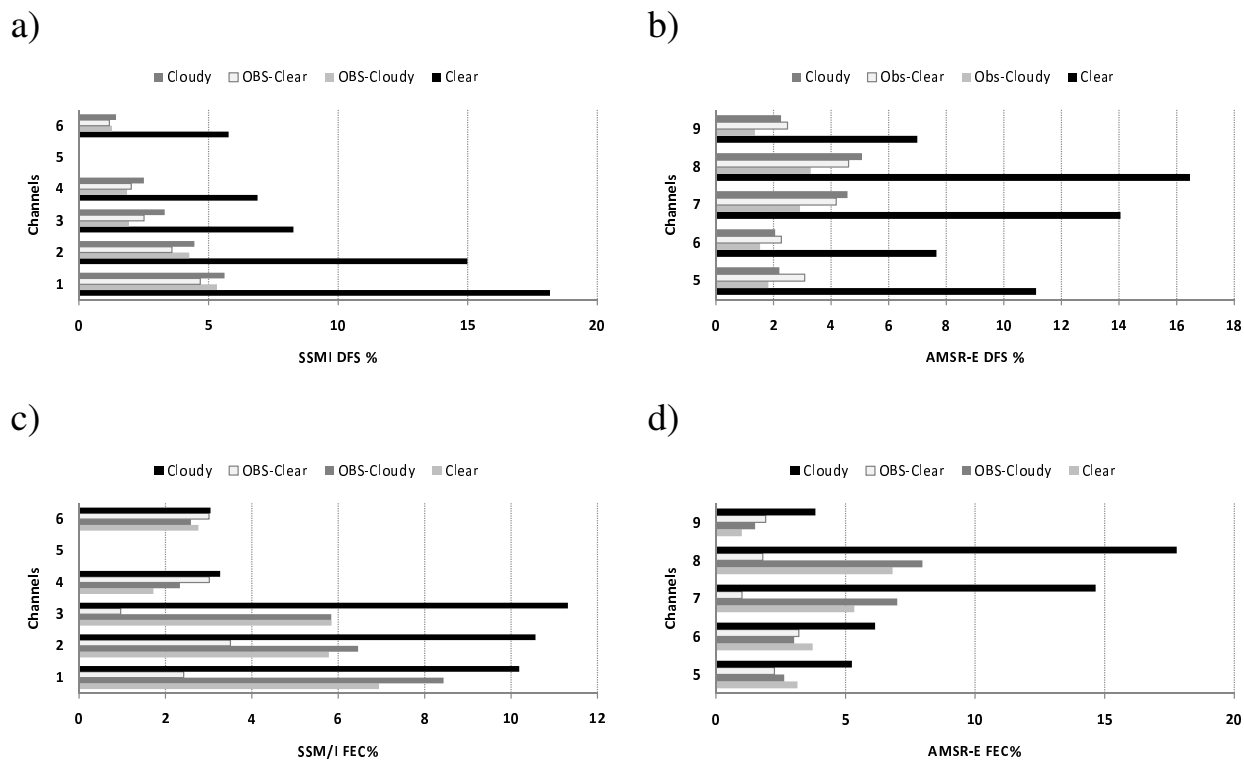 a)
Cloudy OBS-Clear OBS-Cloudy Clear
Channels
6
5
4
3
2
1
0 5 10 15 20
SSMI DFS %
b)
Cloudy Obs-Clear Obs-Cloudy Clear
Channels
9
8
7
6
5
0 2 4 6 8 10 12 14 16 18
AMSR-E DFS %
c)
Cloudy OBS-Clear OBS-Cloudy Clear
Channels
6
5
4
3
2
1
0 2 4 6 8 10 12
SSM/I FEC%
d)
Cloudy OBS-Clear OBS-Cloudy Clear
Channels
9
8
7
6
5
0 5 10 15 20
AMSR-E FEC%